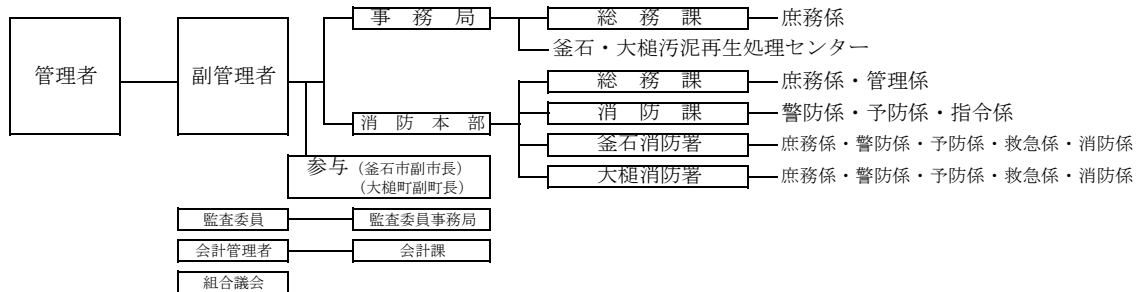 事 務 局 総 務 課 庶務係
釜石・大槌汚泥再生処理センター
管理者 副管理者 総 務 課 庶務係・管理係
消 防 課 警防係・予防係・指令係
消 防 本 部
釜石消防署 庶務係・警防係・予防係・救急係・消防係
参与（釜石市副市長）
（大槌町副町長）
大槌消防署 庶務係・警防係・予防係・救急係・消防係
監査委員 監査委員事務局
会計管理者 会計課
組合議会